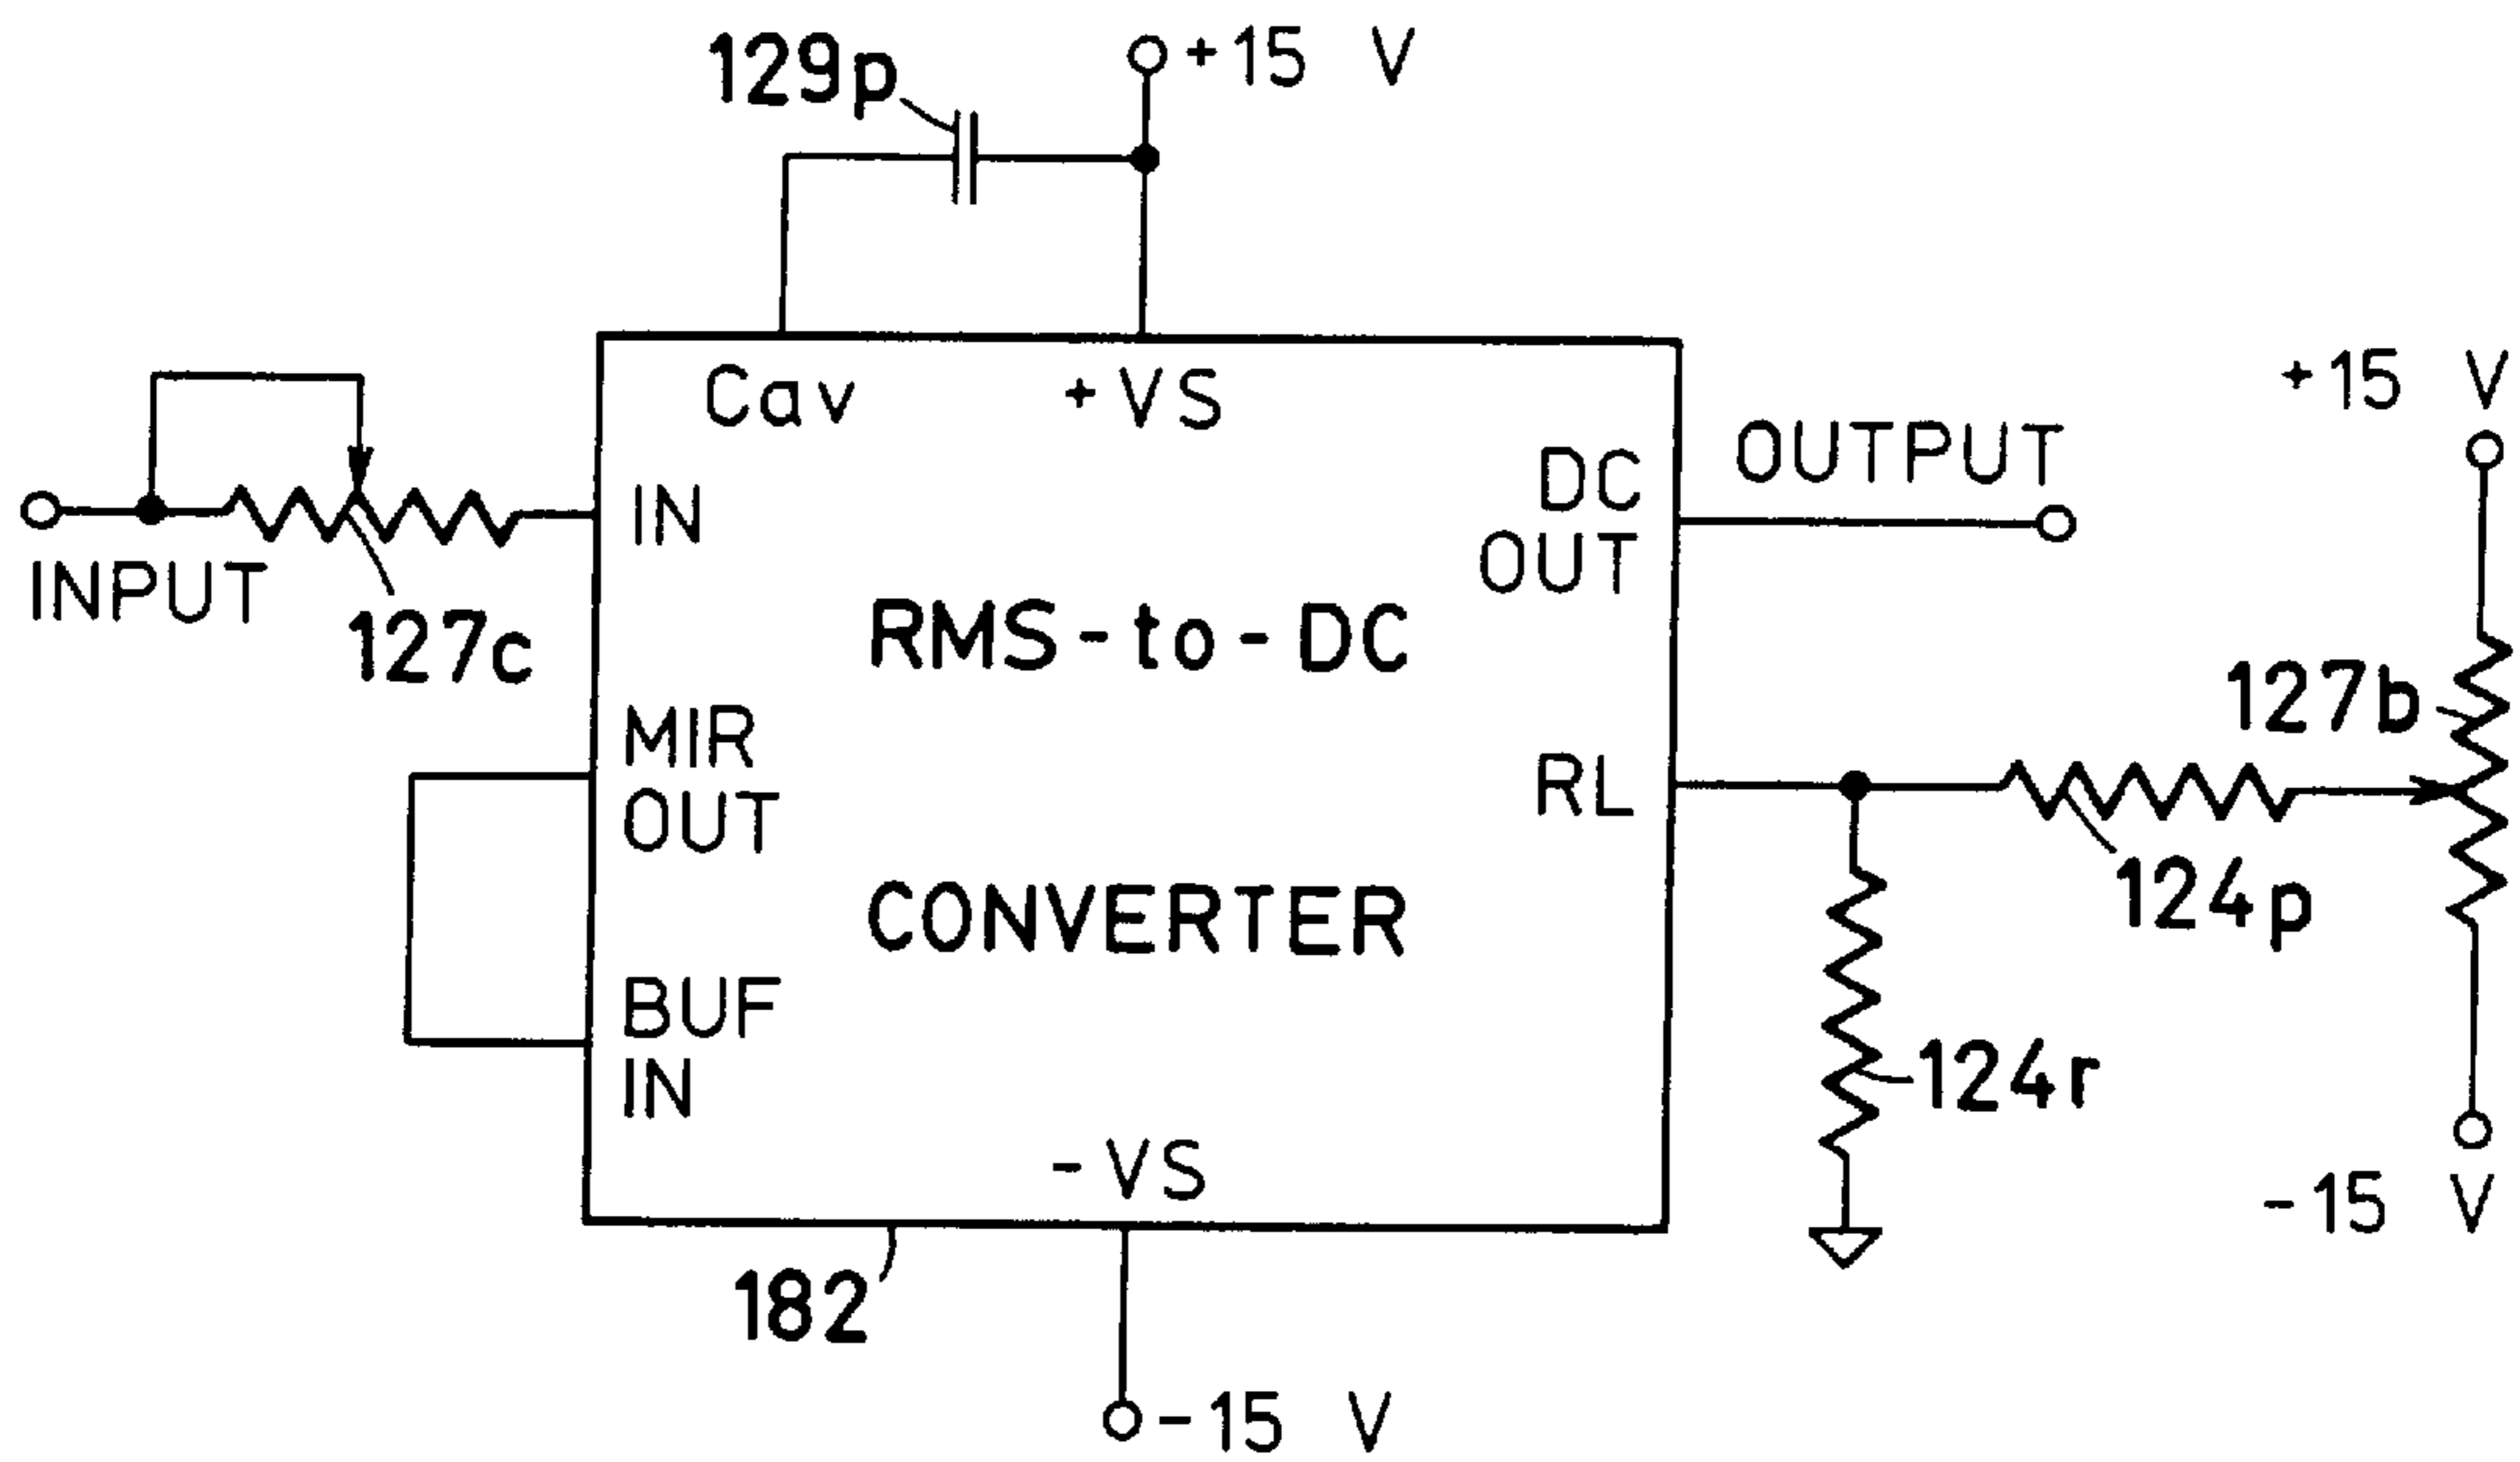 129p
+15 V
Cav
+VS
+15 V
DC
OUT
OUTPUT
IN
INPUT
127c
RMS-to-DC
127b
MIR
OUT
RL
124p
CONVERTER
BUF
IN
124r
-VS
-15 V
182
-15 V